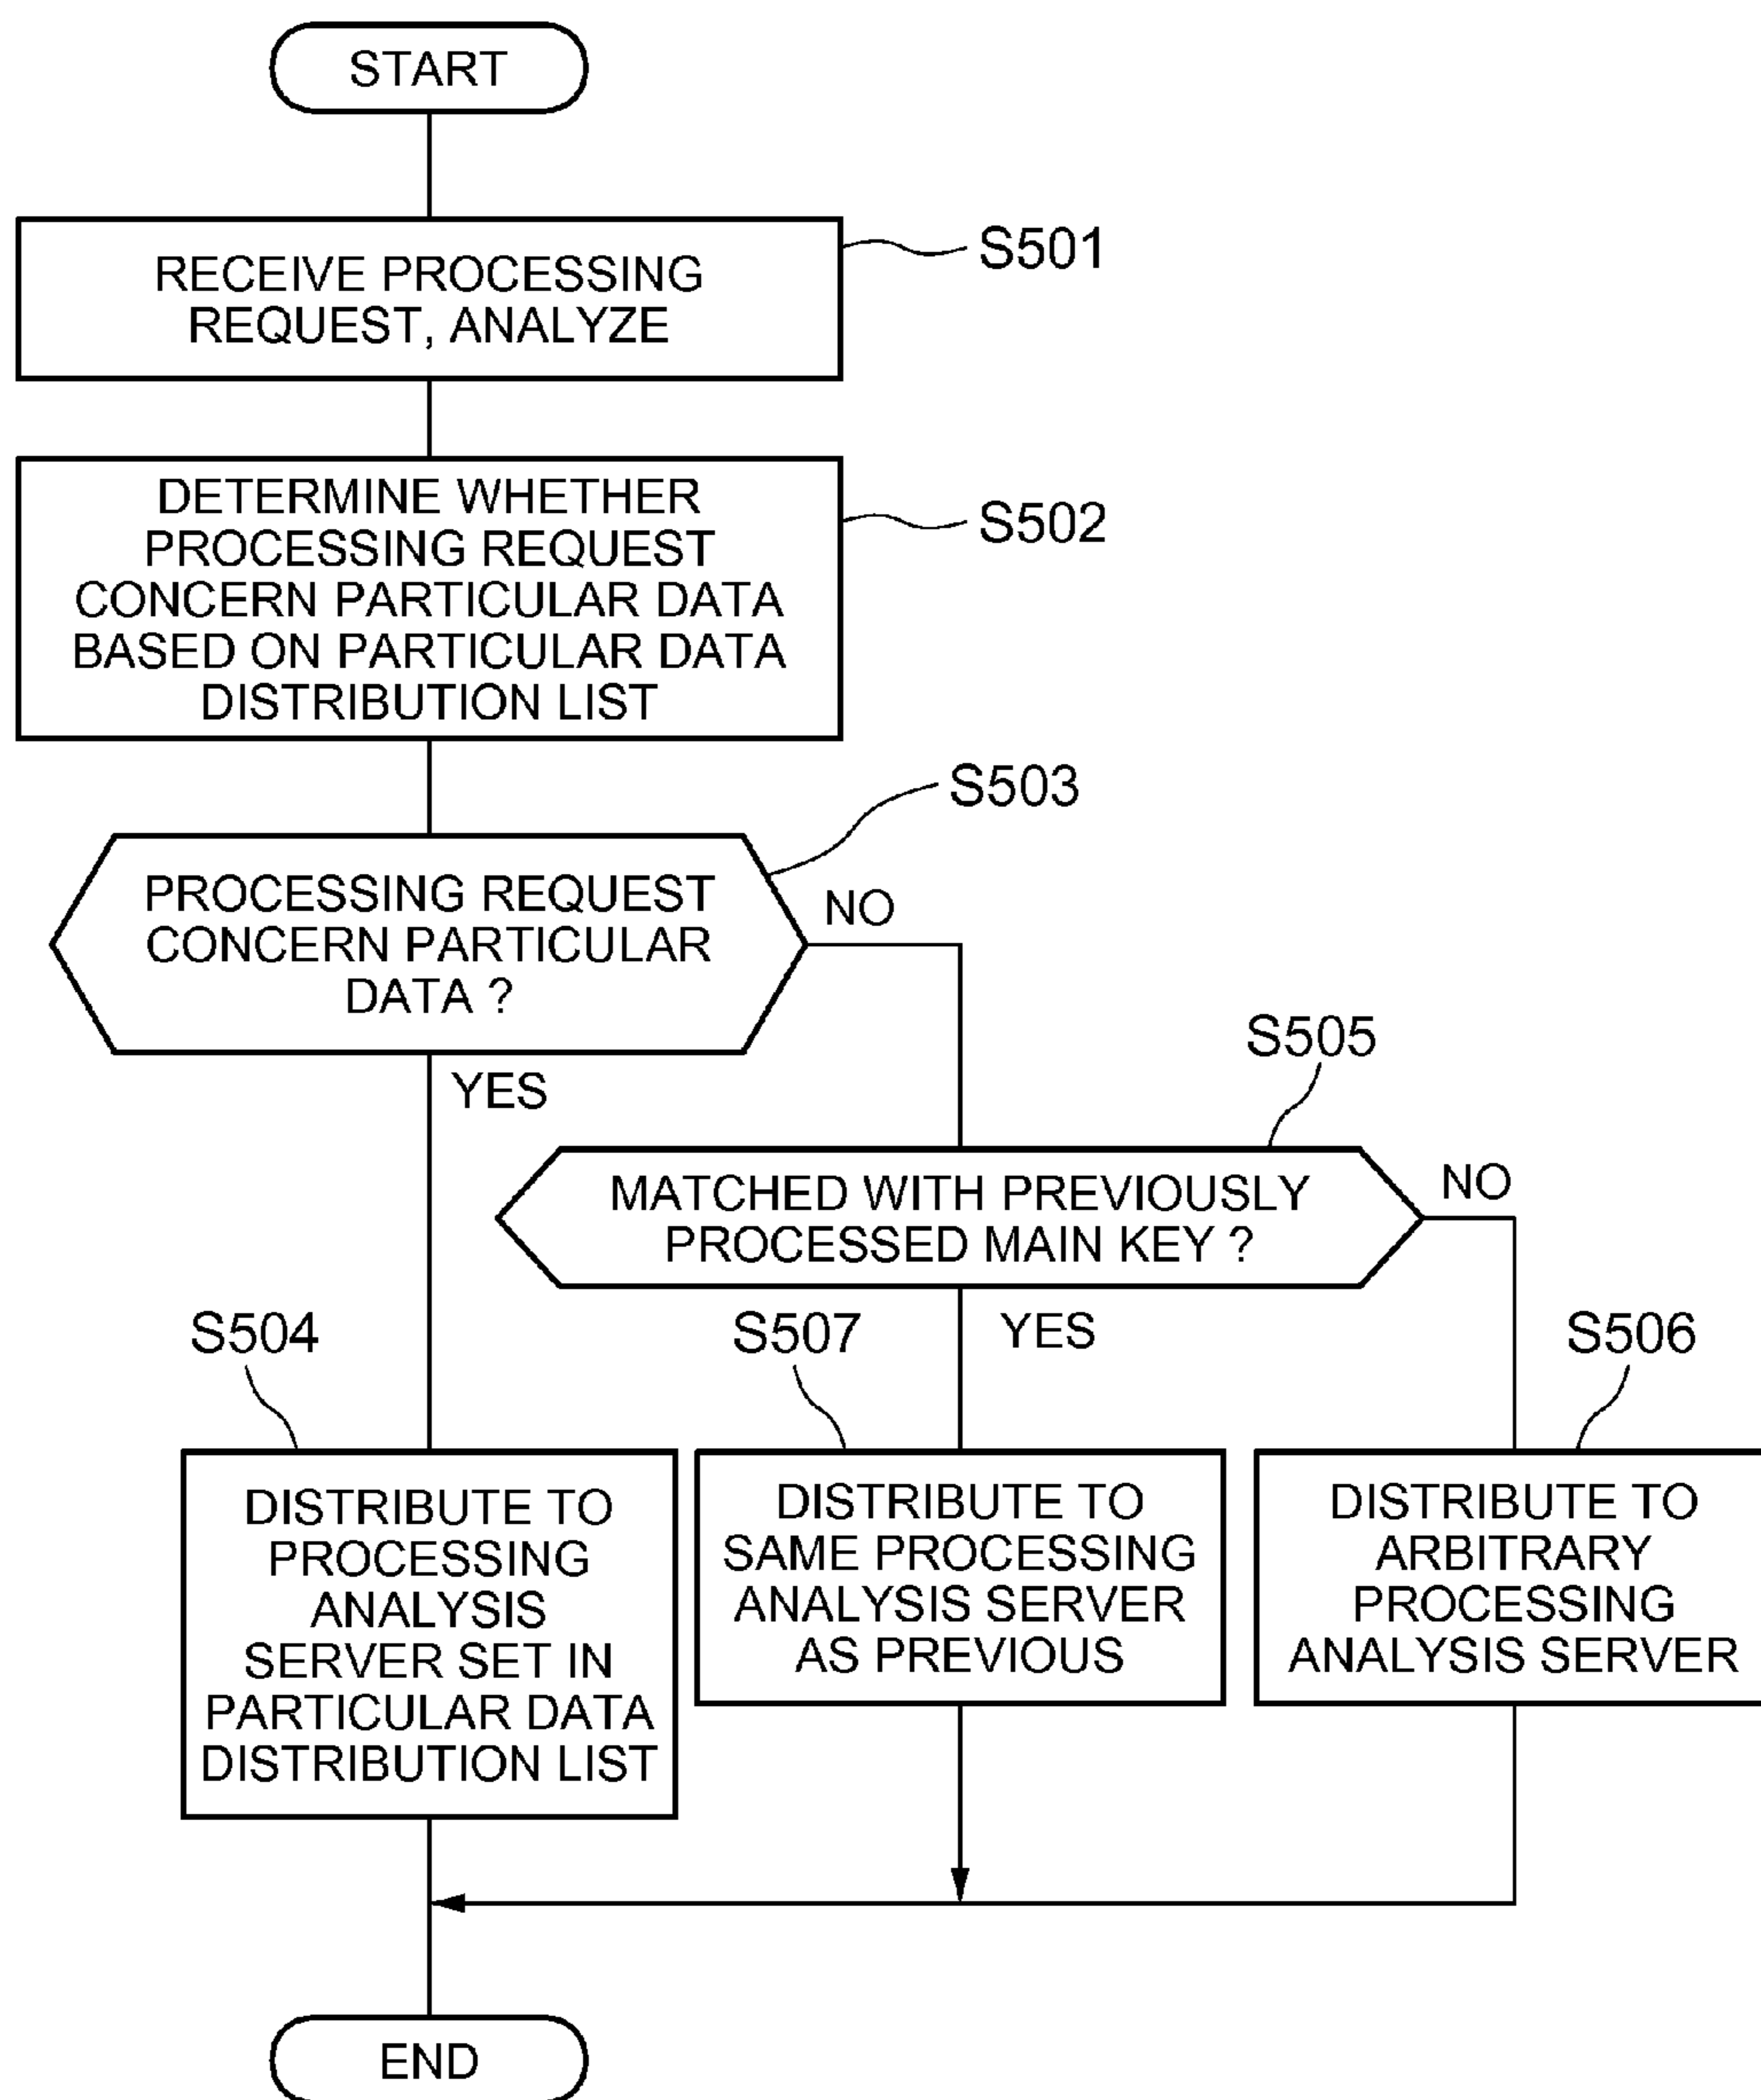 START
RECEIVE PROCESSING
REQUEST, ANALYZE
S501
DETERMINE WHETHER
PROCESSING REQUEST
CONCERN PARTICULAR DATA
BASED ON PARTICULAR DATA
DISTRIBUTION LIST
S502
S503
PROCESSING REQUEST
CONCERN PARTICULAR
DATA ?
NO
YES
S505
MATCHED WITH PREVIOUSLY
PROCESSED MAIN KEY ?
NO
YES
S504
S507
S506
DISTRIBUTE TO
PROCESSING
ANALYSIS
SERVER SET IN
PARTICULAR DATA
DISTRIBUTION LIST
DISTRIBUTE TO
SAME PROCESSING
ANALYSIS SERVER
AS PREVIOUS
DISTRIBUTE TO
ARBITRARY
PROCESSING
ANALYSIS SERVER
END